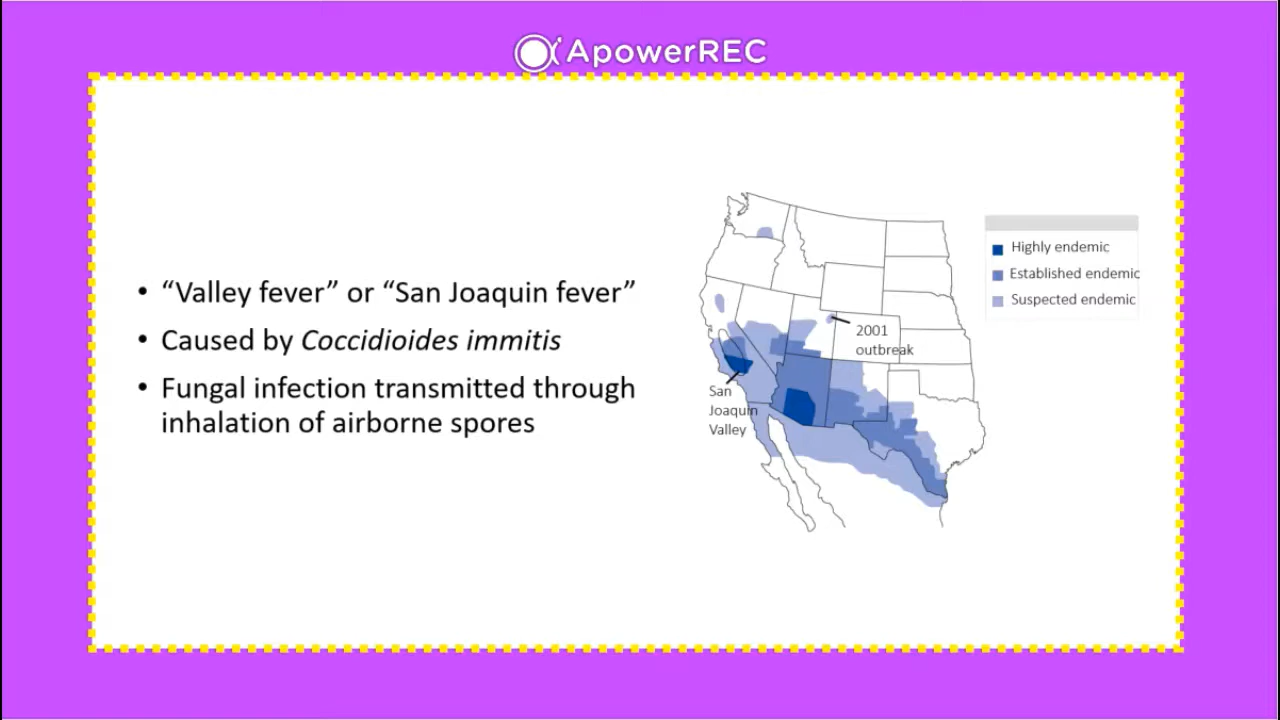 ApowerREC
• “Valley fever” or “San Joaquin fever”
• Caused by Coccidioides immitis
• Fungal infection transmitted through
inhalation of airborne spores
Highly endemic
Established endemic
Suspected endemic
2001
outbreak
San
Joaquin
Valley